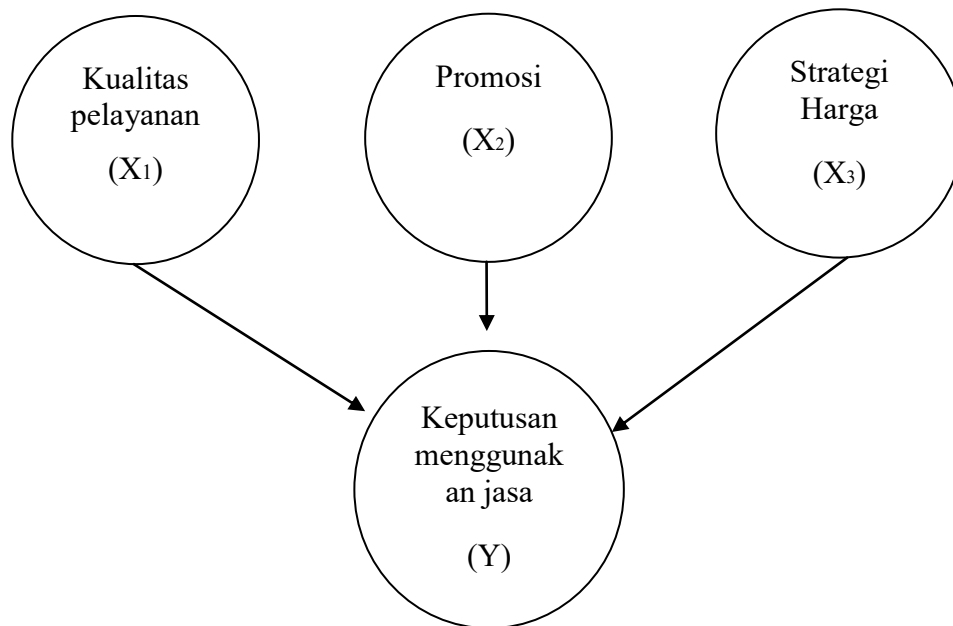 Kualitas
pelayanan
(X1)
Promosi
(X2)
Strategi
Harga
(X3)
Keputusan
menggunak
an jasa
(Y)